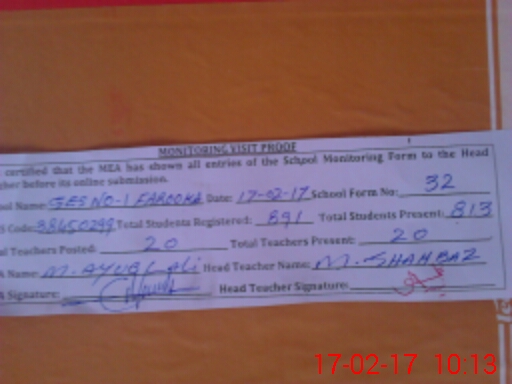 MONITORING VISIT PROOF
certified that the MEA has shown all entries of the School Monitoring Form to the Head
cher before its online submission.
ool Name: GES NO-1 FAROOKA Date: 17-02-17 School Form No: 32
S Code: 38650299 Total Students Registered: 891 Total Students Present: 813
al Teachers Posted: 20 Total Teachers Present: 20
A Name: M. AYUB Ali Head Teacher Name: M. SHAHBAZ
A Signature: Head Teacher Signature:
17-02-17 10:13